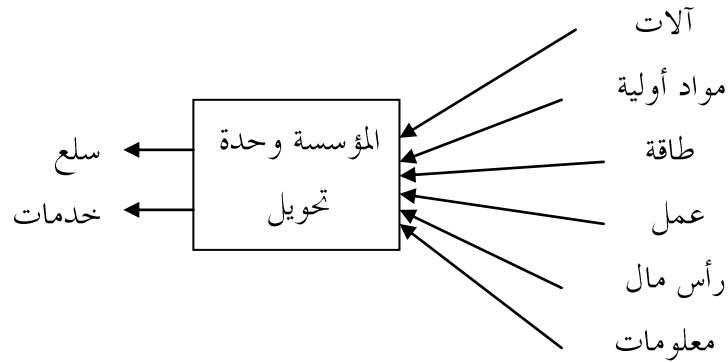 آلات
مواد أولية
طاقة
عمل
رأس مال
معلومات
المؤسسة وحدة
تحويل
سلع
خدمات